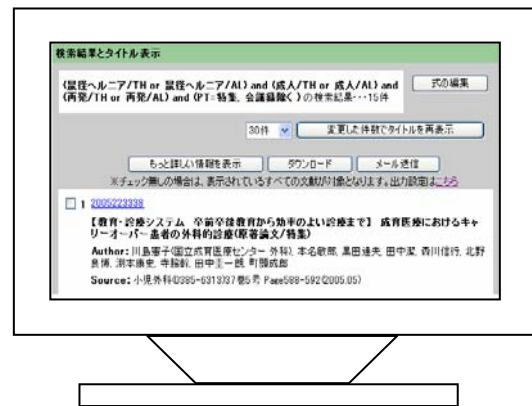 検索結果とタイトル表示
(鼠径ヘルニア/TH or 鼠径ヘルニア/AL) and (成人/TH or 成人/AL) and
(再発/TH or 再発/AL) and (PT=特集, 会議録除く)の検索結果・・・15件
式の編集
30件
変更した件数でタイトルを再表示
もっと詳しい情報を表示
ダウンロード
メール送信
※チェック無しの場合は、表示されているすべての文献が対象となります。出力設定はこちら
1 2005223938
【教育・診療システム 卒前卒後教育から効率のよい診療まで】 成育医療におけるキャ
リーオーバー患者の外科的診療(原著論文/特集)
Author: 川島憲子(国立成育医療センター 外科), 本名敏郎, 黒田達夫, 田中潔, 森川信行, 北野
良博, 渕本康史, 田中圭一朗, 町頭成郎
Source: 小児外科(0385-6313)37巻5号 Page588-592(2005.05)